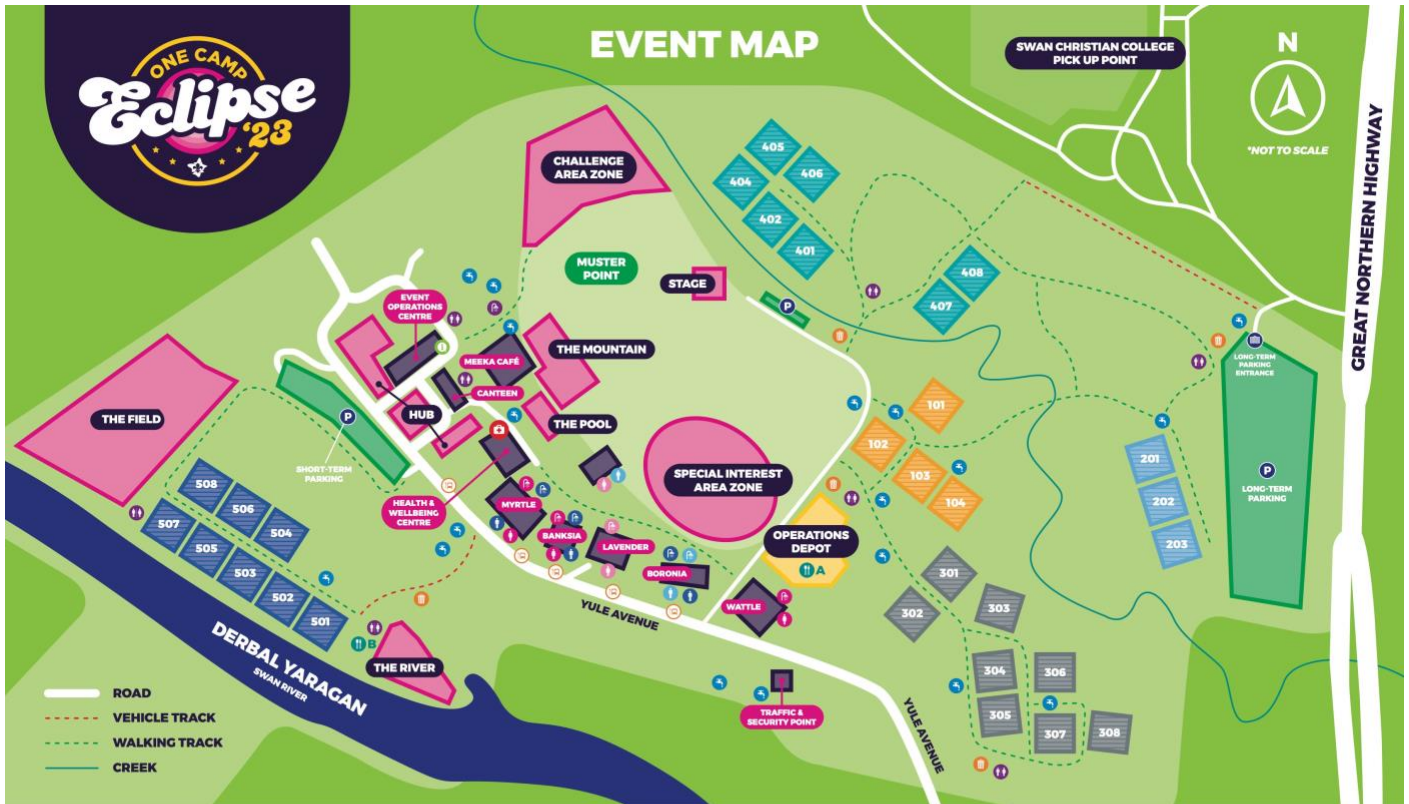 ONE CAMP
Eclipse
'23
EVENT MAP
SWAN CHRISTIAN COLLEGE
PICK UP POINT
N
*NOT TO SCALE
GREAT NORTHERN HIGHWAY
CHALLENGE
AREA ZONE
MUSTER
POINT
STAGE
P
405
406
404
402
401
408
407
EVENT
OPERATIONS
CENTRE
MEEKA CAFÉ
CANTEEN
HUB
THE MOUNTAIN
THE POOL
LONG-TERM
PARKING
ENTRANCE
THE FIELD
P
SHORT-TERM
PARKING
HEALTH &
WELLBEING
CENTRE
SPECIAL INTEREST
AREA ZONE
101
102
103
104
201
202
203
P
LONG-TERM
PARKING
508
506
504
507
505
503
502
501
MYRTLE
BANKSIA
LAVENDER
BORONIA
WATTLE
OPERATIONS
DEPOT
A
301
302
303
304
305
306
307
308
YULE AVENUE
B
THE RIVER
DERBAL YARAGAN
SWAN RIVER
TRAFFIC &
SECURITY POINT
YULE AVENUE
ROAD
VEHICLE TRACK
WALKING TRACK
CREEK